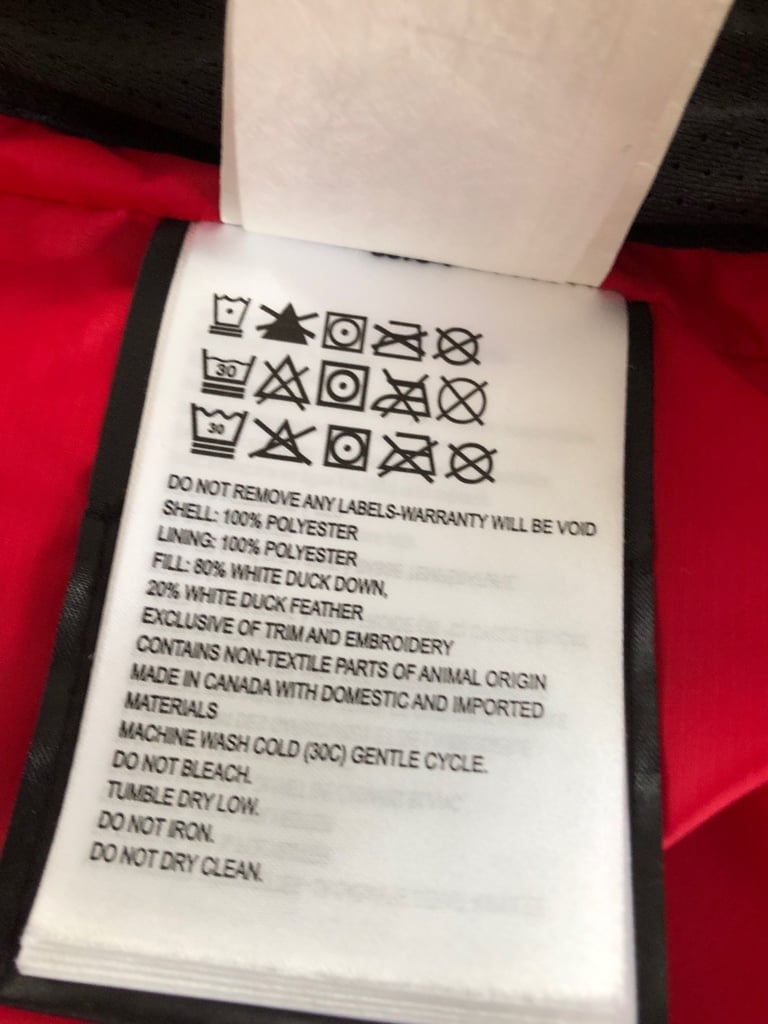 30
30
DO NOT REMOVE ANY LABELS-WARRANTY WILL BE VOID
SHELL: 100% POLYESTER
LINING: 100% POLYESTER
FILL: 80% WHITE DUCK DOWN,
20% WHITE DUCK FEATHER
EXCLUSIVE OF TRIM AND EMBROIDERY
CONTAINS NON-TEXTILE PARTS OF ANIMAL ORIGIN
MADE IN CANADA WITH DOMESTIC AND IMPORTED
MATERIALS
MACHINE WASH COLD (30C) GENTLE CYCLE.
DO NOT BLEACH.
TUMBLE DRY LOW.
DO NOT IRON.
DO NOT DRY CLEAN.